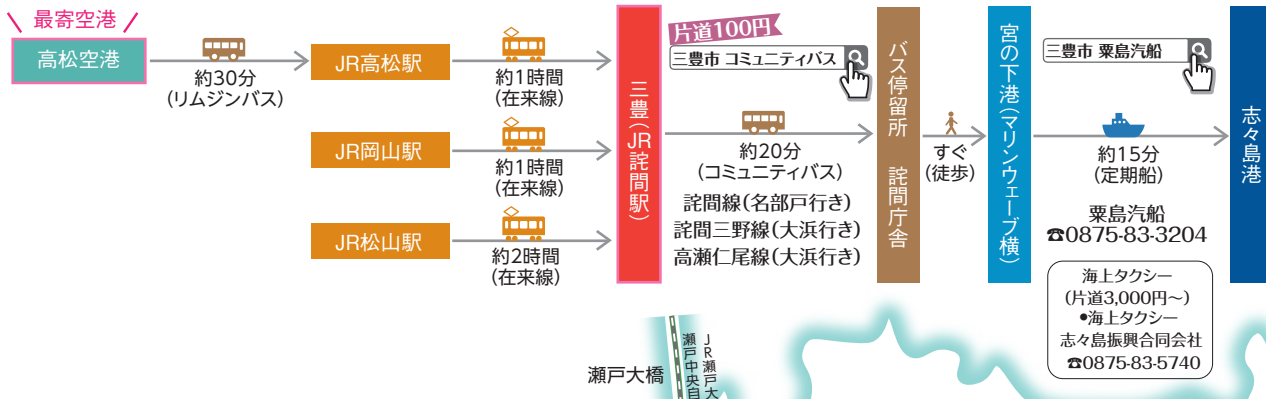 最寄空港
高松空港
約30分
(リムジンバス)
JR高松駅
約1時間
(在来線)
JR岡山駅
約1時間
(在来線)
JR松山駅
約2時間
(在来線)
三豊(JR詫間駅)
片道100円
三豊市 コミュニティバス
約20分
(コミュニティバス)
詫間線(名部戸行き)
詫間三野線(大浜行き)
高瀬仁尾線(大浜行き)
バス停留所 詫間庁舎
すぐ
(徒歩)
宮の下港(マリンウェーブ横)
三豊市 粟島汽船
約15分
(定期船)
粟島汽船
☎0875-83-3204
海上タクシー
(片道3,000円〜)
●海上タクシー
志々島振興合同会社
☎0875-83-5740
志々島港
瀬戸大橋
瀬戸中央自
JR瀬戸大